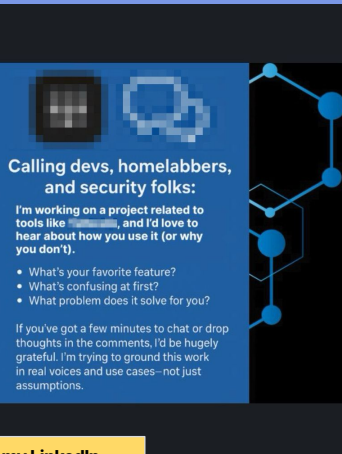 Calling devs, homelabbers,
and security folks:
I'm working on a project related to
tools like , and I'd love to
hear about how you use it (or why
you don't).
• What's your favorite feature?
• What's confusing at first?
• What problem does it solve for you?
If you've got a few minutes to chat or drop
thoughts in the comments, I'd be hugely
grateful. I'm trying to ground this work
in real voices and use cases—not just
assumptions.
LinkedIn